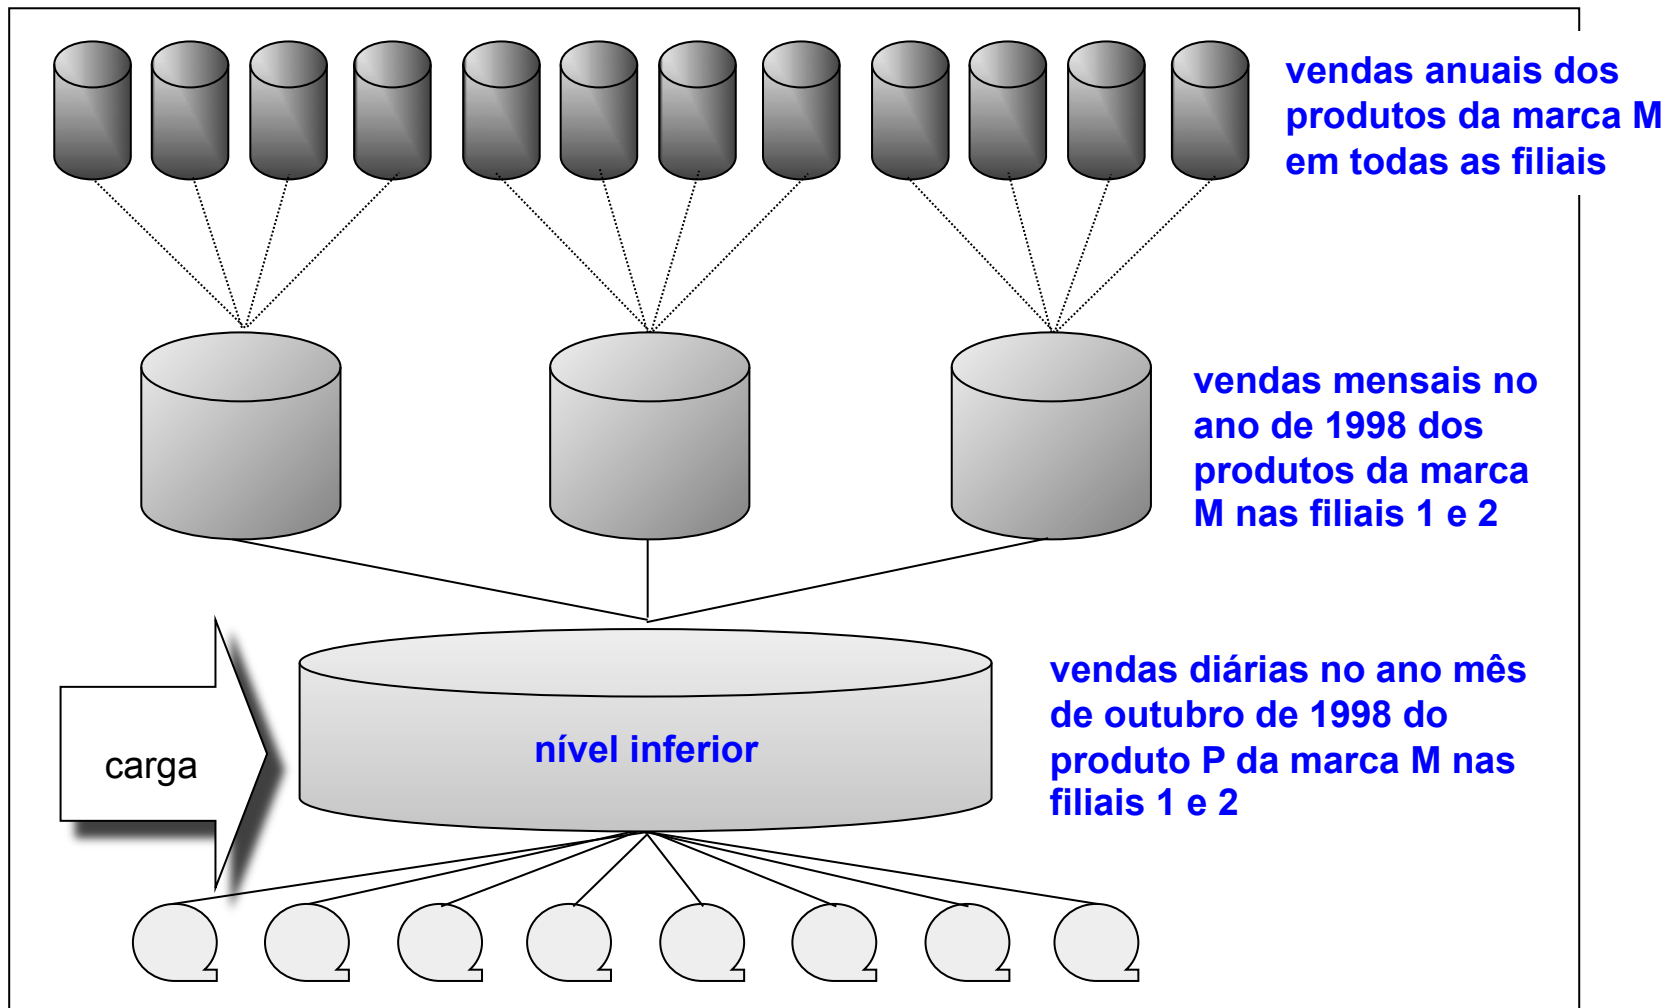 vendas anuais dos
produtos da marca M
em todas as filiais
vendas mensais no
ano de 1998 dos
produtos da marca
M nas filiais 1 e 2
carga
nível inferior
vendas diárias no ano mês
de outubro de 1998 do
produto P da marca M nas
filiais 1 e 2